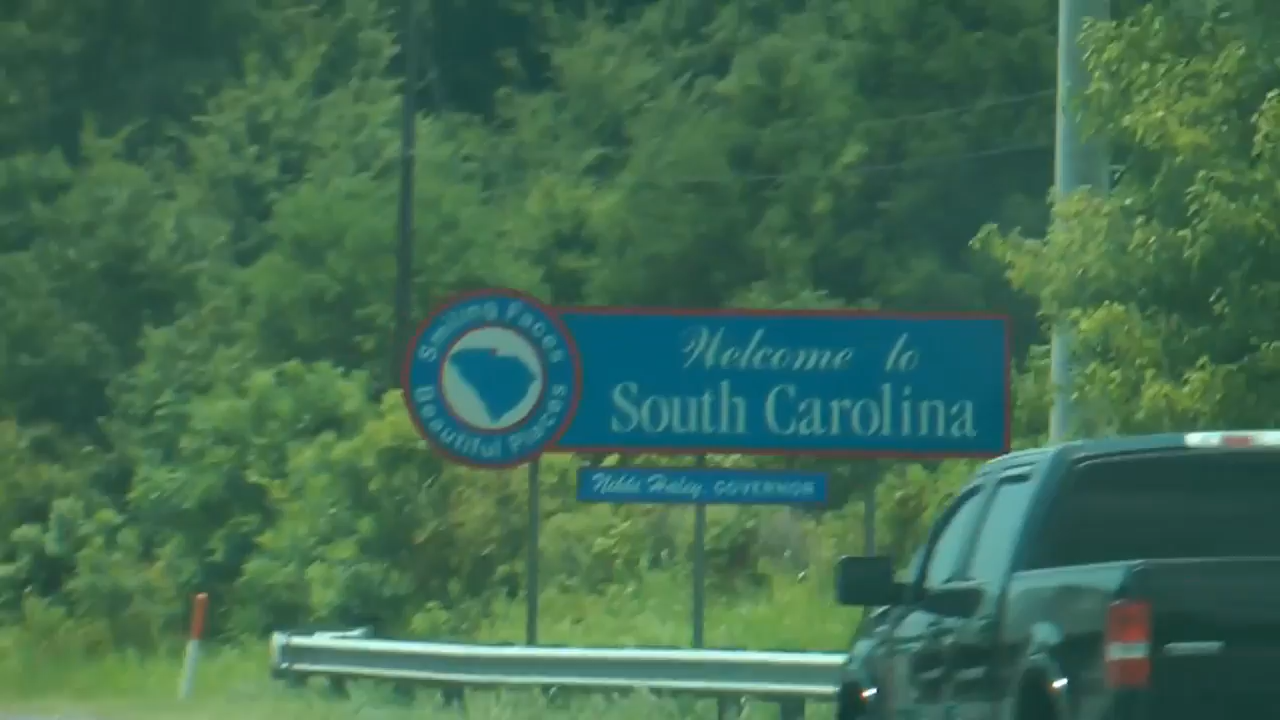 Smiling Faces
Beautiful Places
Welcome to
South Carolina
Nikki Haley, GOVERNOR